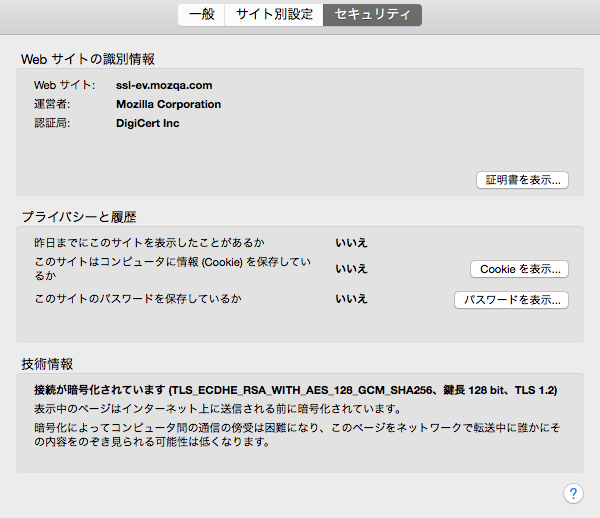 一般 サイト別設定 セキュリティ
Web サイトの識別情報
Web サイト: ssl-ev.mozqa.com
運営者: Mozilla Corporation
認証局: DigiCert Inc
証明書を表示...
プライバシーと履歴
昨日までにこのサイトを表示したことがあるか いいえ
このサイトはコンピュータに情報 (Cookie) を保存してい
るか いいえ Cookie を表示...
このサイトのパスワードを保存しているか いいえ パスワードを表示...
技術情報
接続が暗号化されています (TLS_ECDHE_RSA_WITH_AES_128_GCM_SHA256、鍵長 128 bit、TLS 1.2)
表示中のページはインターネット上に送信される前に暗号化されています。
暗号化によってコンピュータ間の通信の傍受は困難になり、このページをネットワークで転送中に誰かにそ
の内容をのぞき見られる可能性は低くなります。
?